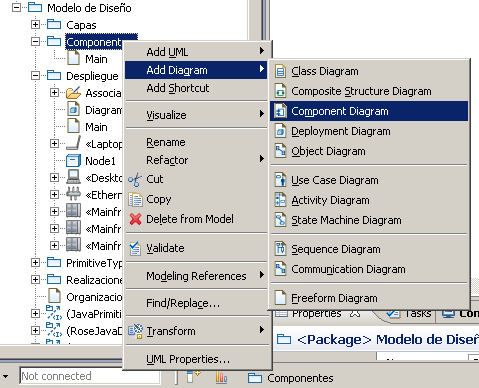 Modelo de Diseño
Capas
Component
Main
Despliegue
Associa
Diagram
Main
«Laptop
Node1
«Deskto
«Ethern
«Mainfr
«Mainfr
«Mainfr
PrimitiveTyp
Realizacione
Organizacio
(JavaPrimiti
(RoseJavaD
Add UML
Add Diagram
Add Shortcut
Visualize
Rename
Refactor
Cut
Copy
Delete from Model
Validate
Modeling References
Find/Replace...
Transform
UML Properties...
Class Diagram
Composite Structure Diagram
Component Diagram
Deployment Diagram
Object Diagram
Use Case Diagram
Activity Diagram
State Machine Diagram
Sequence Diagram
Communication Diagram
Freeform Diagram
Properties
Tasks
Con
<Package> Modelo de Diseñ
Not connected
Componentes